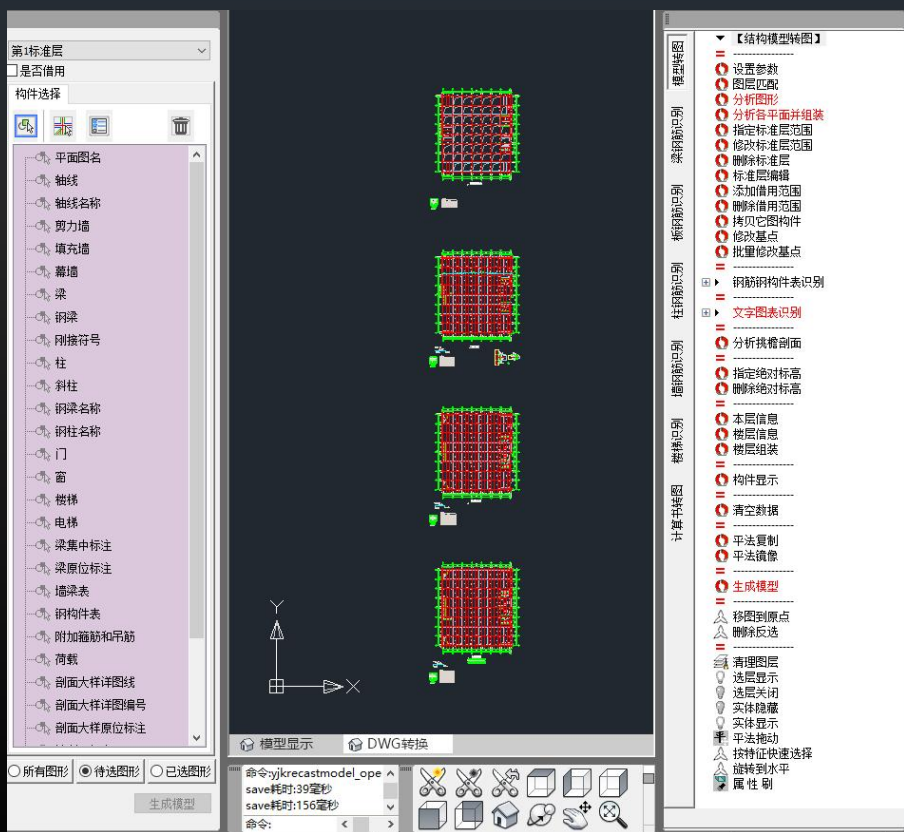 第1标准层
是否借用
构件选择
平面图名
轴线
轴线名称
剪力墙
填充墙
幕墙
梁
钢梁
刚接符号
柱
斜柱
钢梁名称
钢柱名称
门
窗
楼梯
电梯
梁集中标注
梁原位标注
墙梁表
钢构件表
附加箍筋和吊筋
荷载
剖面大样详图线
剖面大样详图编号
剖面大样原位标注
所有图形
待选图形
已选图形
生成模型
Y
X
模型显示
DWG转换
命令:yjkrecastmodel_ope
save耗时:39毫秒
save耗时:156毫秒
命令:
模型转图
梁钢筋识别
板钢筋识别
柱钢筋识别
墙钢筋识别
楼梯识别
计算书转图
【结构模型转图】
----------------
设置参数
图层匹配
分析图形
分析各平面并组装
指定标准层范围
修改标准层范围
删除标准层
标准层编辑
添加借用范围
删除借用范围
拷贝它图构件
修改基点
批量修改基点
----------------
钢筋钢构件表识别
----------------
文字图表识别
----------------
分析挑檐剖面
----------------
指定绝对标高
删除绝对标高
----------------
本层信息
楼层信息
楼层组装
----------------
构件显示
----------------
清空数据
----------------
平法复制
平法镜像
----------------
生成模型
----------------
移图到原点
删除反选
----------------
清理图层
选层显示
选层关闭
实体隐藏
实体显示
平法拖动
按特征快速选择
旋转到水平
属性刷